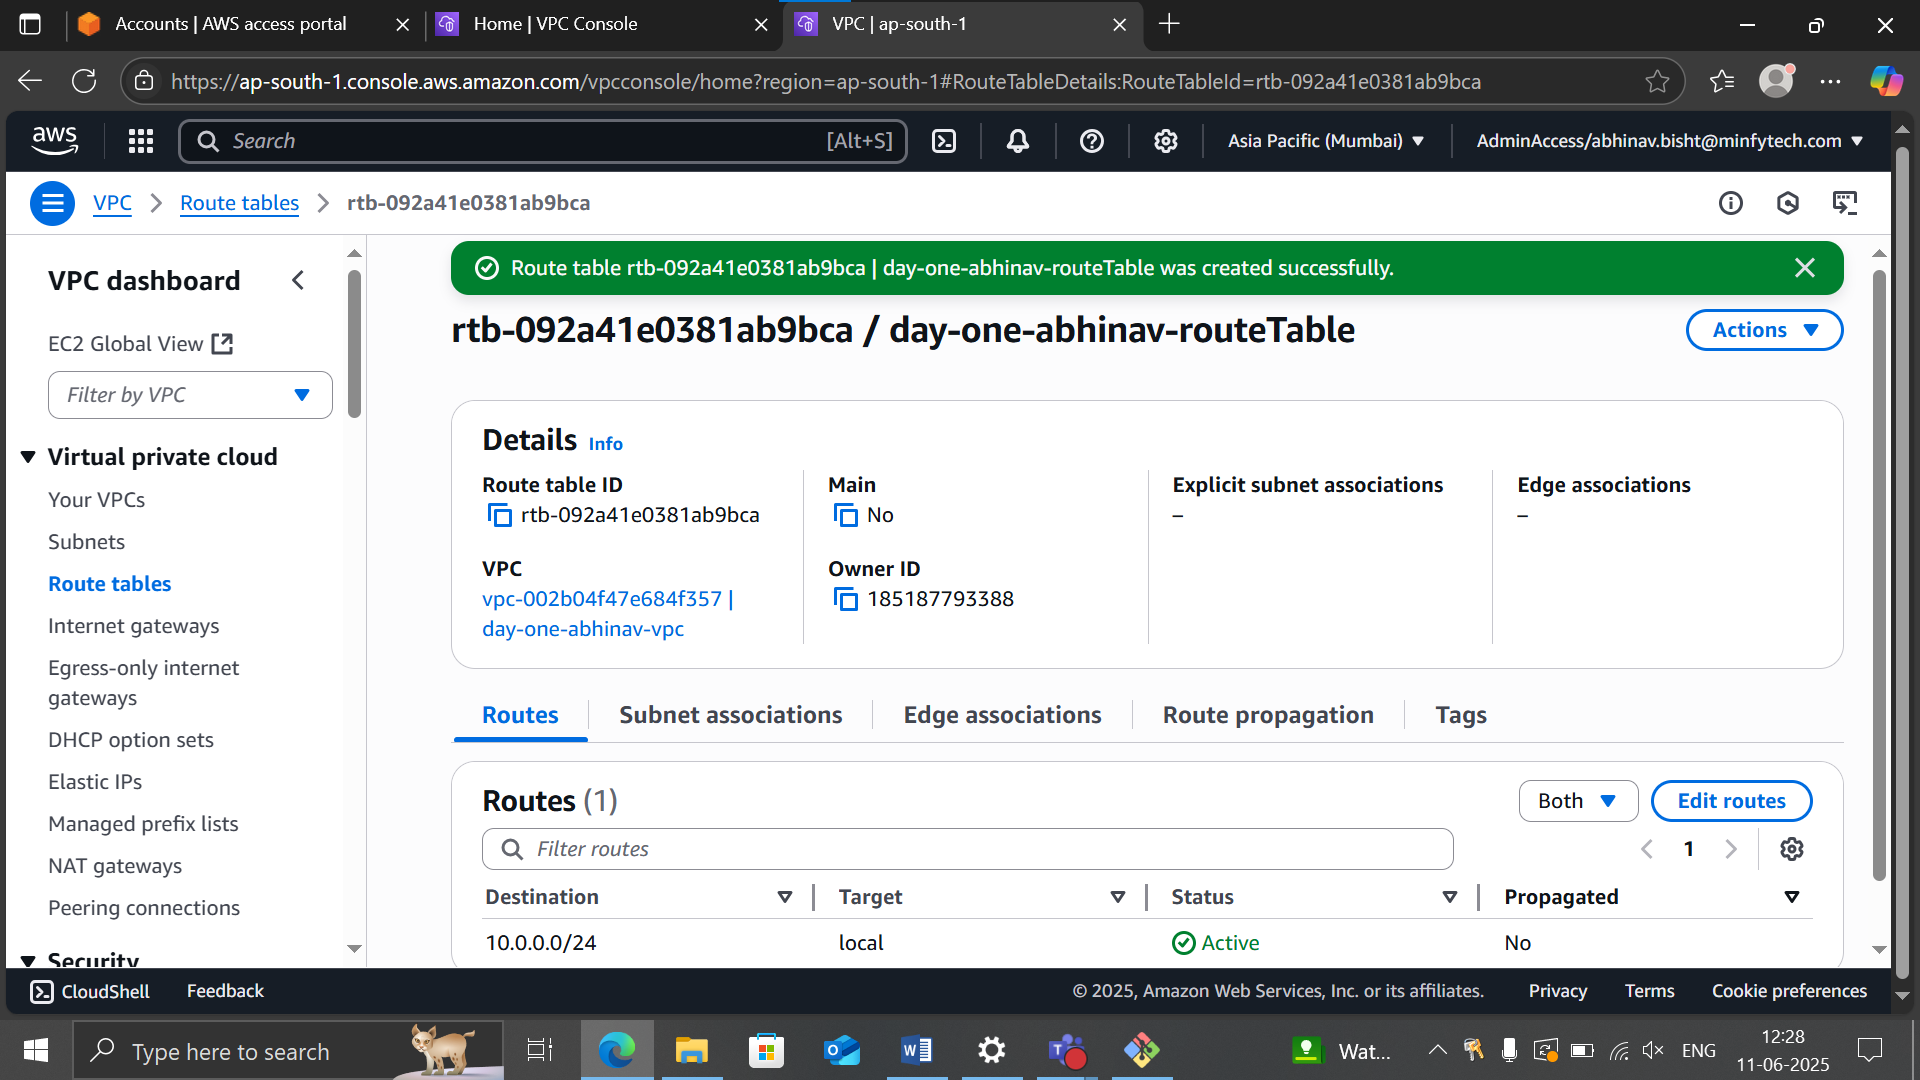 Accounts | AWS access portal
Home | VPC Console
VPC | ap-south-1
https://ap-south-1.console.aws.amazon.com/vpcconsole/home?region=ap-south-1#RouteTableDetails:RouteTableId=rtb-092a41e0381ab9bca
aws
Search [Alt+S]
Asia Pacific (Mumbai)
AdminAccess/abhinav.bisht@minfytech.com
VPC
Route tables
rtb-092a41e0381ab9bca
VPC dashboard
EC2 Global View
Filter by VPC
Virtual private cloud
Your VPCs
Subnets
Route tables
Internet gateways
Egress-only internet
gateways
DHCP option sets
Elastic IPs
Managed prefix lists
NAT gateways
Peering connections
Security
Route table rtb-092a41e0381ab9bca | day-one-abhinav-routeTable was created successfully.
rtb-092a41e0381ab9bca / day-one-abhinav-routeTable
Actions
Details Info
Route table ID
rtb-092a41e0381ab9bca
Main
No
Explicit subnet associations
–
Edge associations
–
VPC
vpc-002b04f47e684f357 |
day-one-abhinav-vpc
Owner ID
185187793388
Routes
Subnet associations
Edge associations
Route propagation
Tags
Routes (1)
Both
Edit routes
Filter routes
1
Destination Target Status Propagated
10.0.0.0/24 local Active No
CloudShell
Feedback
© 2025, Amazon Web Services, Inc. or its affiliates.
Privacy
Terms
Cookie preferences
Type here to search
Wat...
ENG
12:28
11-06-2025